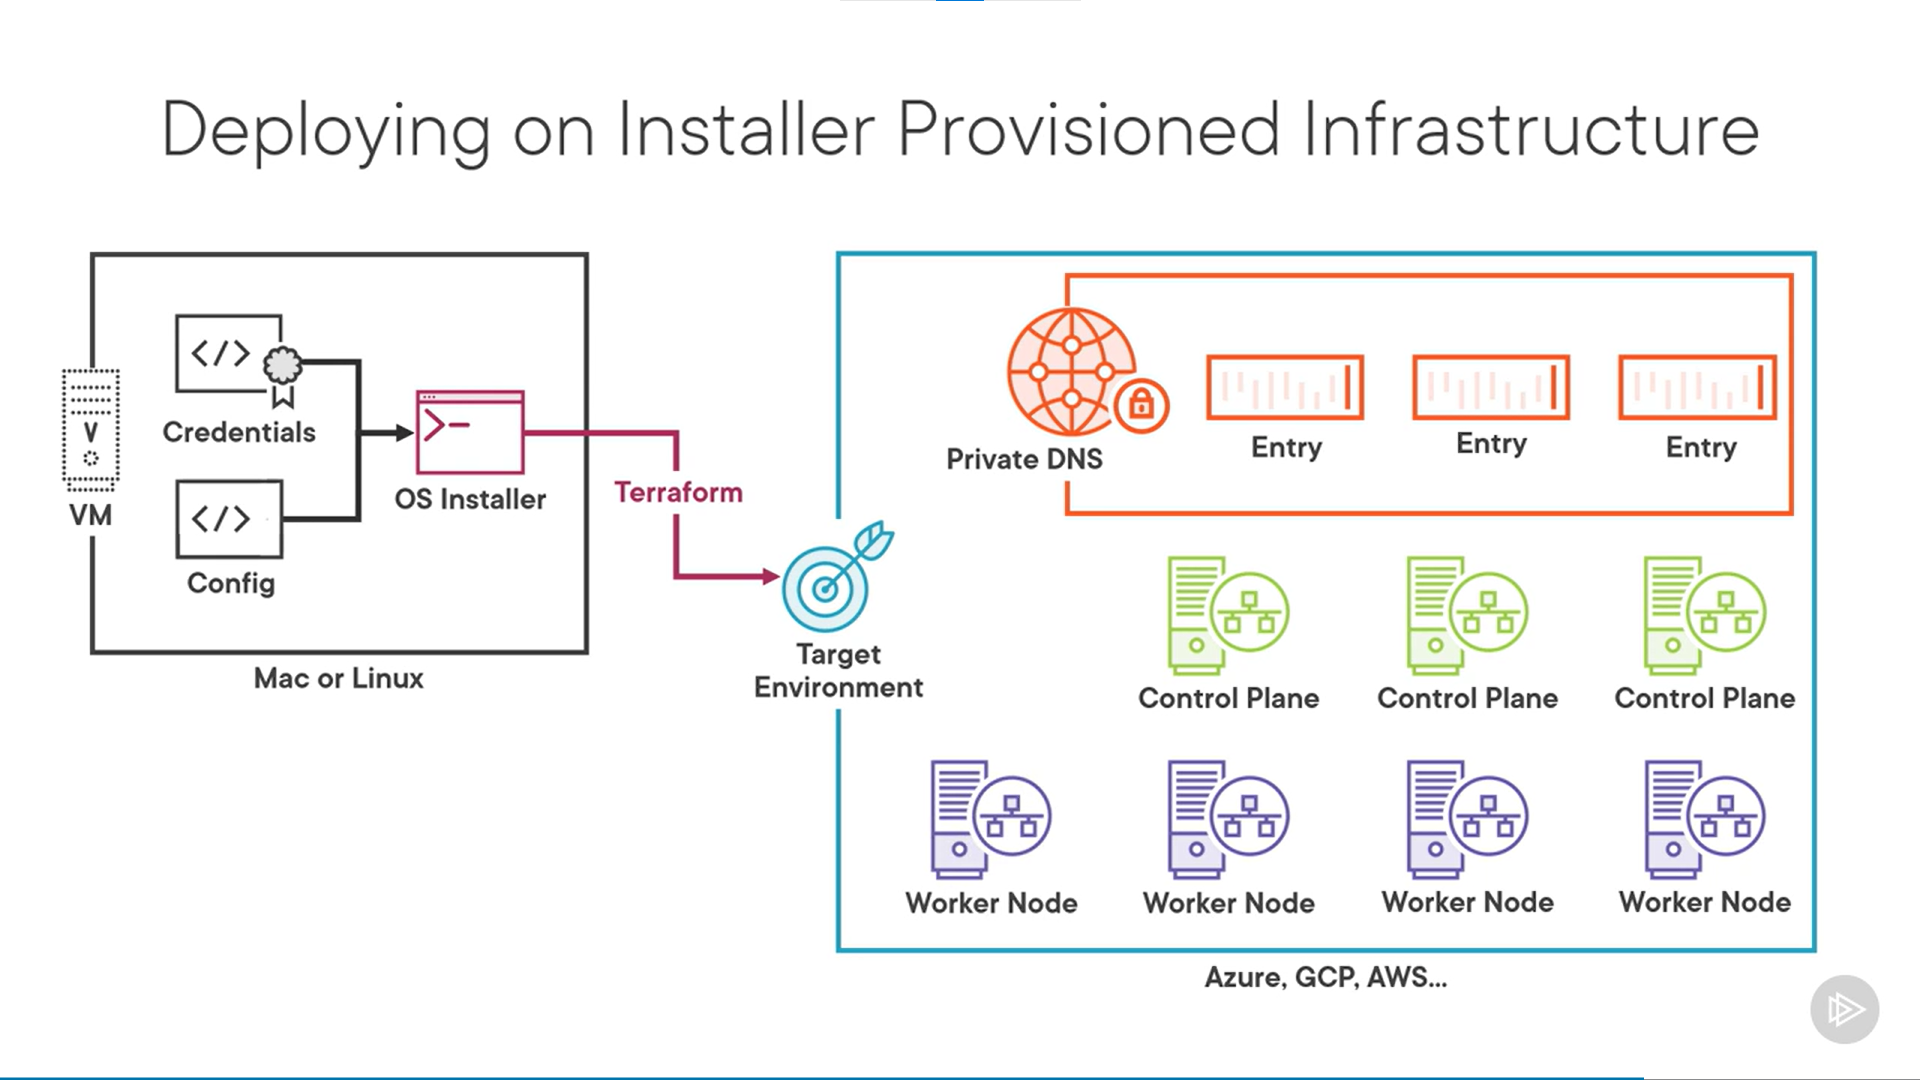 Deploying on Installer Provisioned Infrastructure
</>
Credentials
V
VM
</>
Config
>-
OS Installer
Mac or Linux
Terraform
Target
Environment
Private DNS
Entry
Entry
Entry
Control Plane
Control Plane
Control Plane
Worker Node
Worker Node
Worker Node
Worker Node
Azure, GCP, AWS...